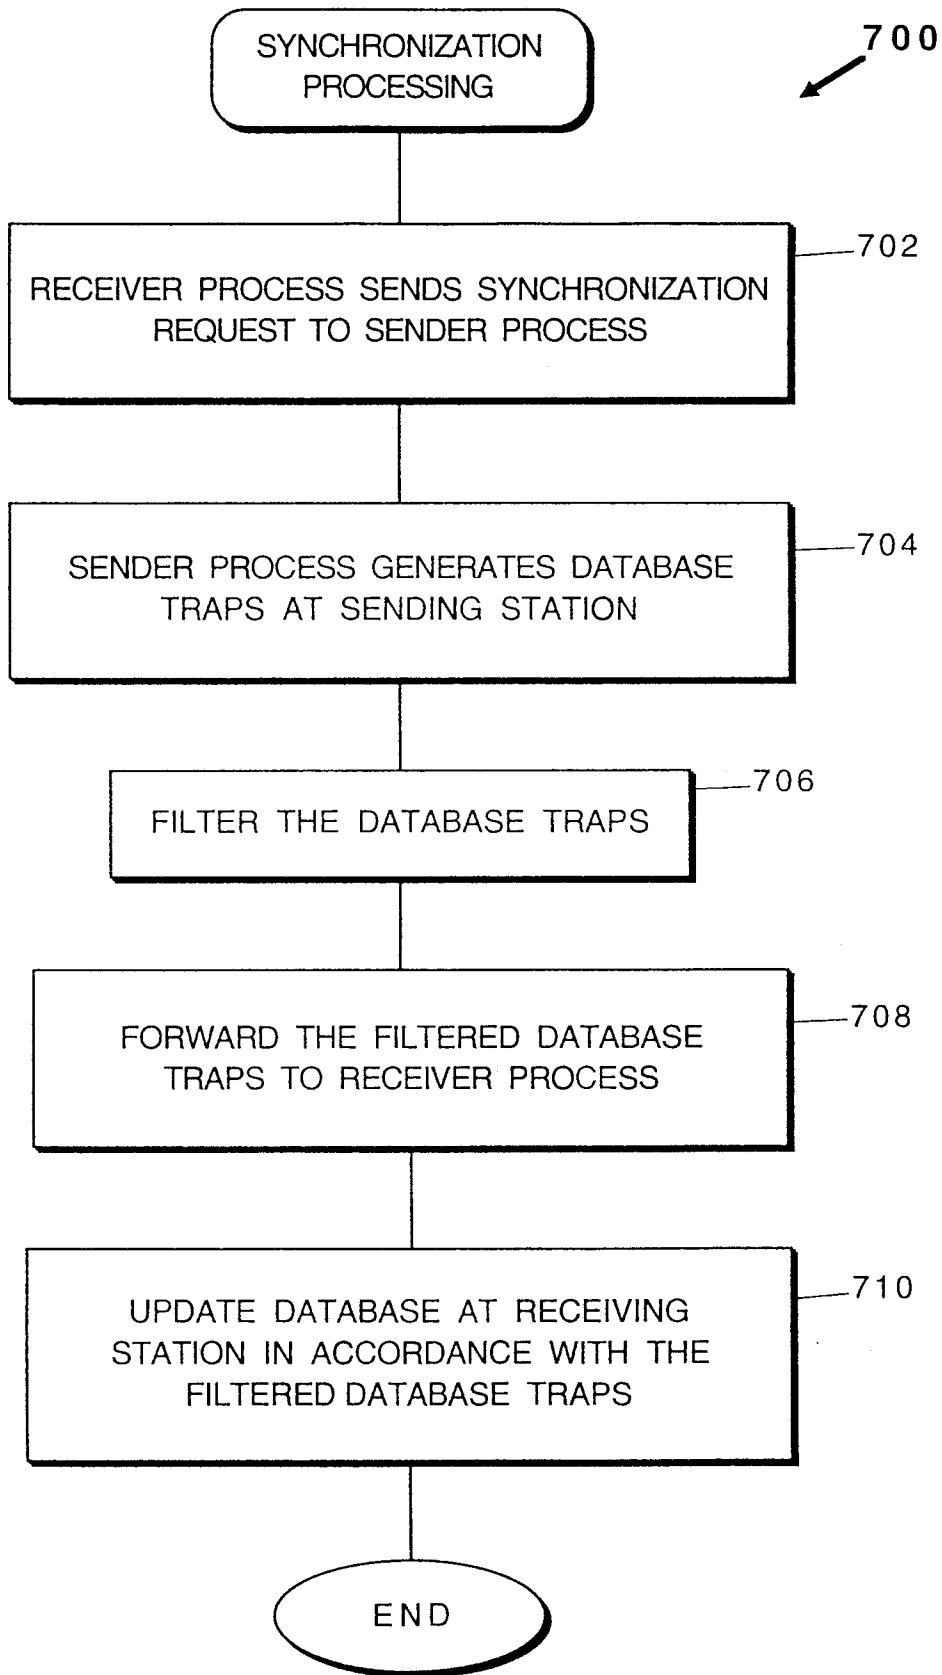 SYNCHRONIZATION
PROCESSING
700
RECEIVER PROCESS SENDS SYNCHRONIZATION
REQUEST TO SENDER PROCESS
702
SENDER PROCESS GENERATES DATABASE
TRAPS AT SENDING STATION
704
FILTER THE DATABASE TRAPS
706
FORWARD THE FILTERED DATABASE
TRAPS TO RECEIVER PROCESS
708
UPDATE DATABASE AT RECEIVING
STATION IN ACCORDANCE WITH THE
FILTERED DATABASE TRAPS
710
END